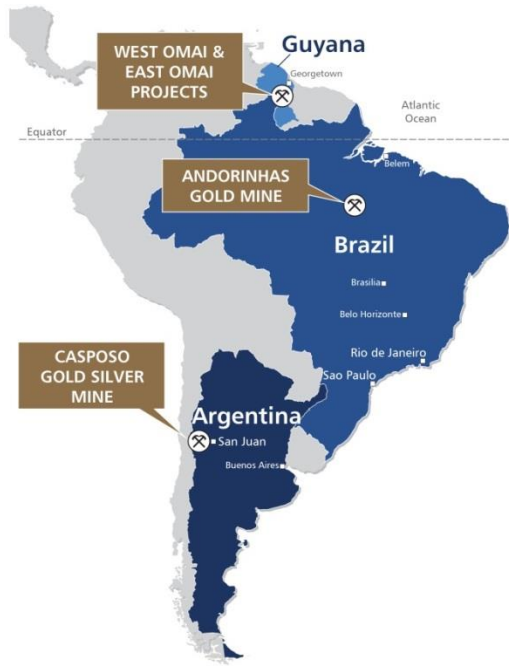 WEST OMAI &
EAST OMAI
PROJECTS
Guyana
Georgetown
Atlantic
Ocean
Equator
Belem
ANDORINHAS
GOLD MINE
Brazil
Brasilia
Belo Horizonte
Rio de Janeiro
Sao Paulo
CASPOSO
GOLD SILVER
MINE
Argentina
San Juan
Buenos Aires